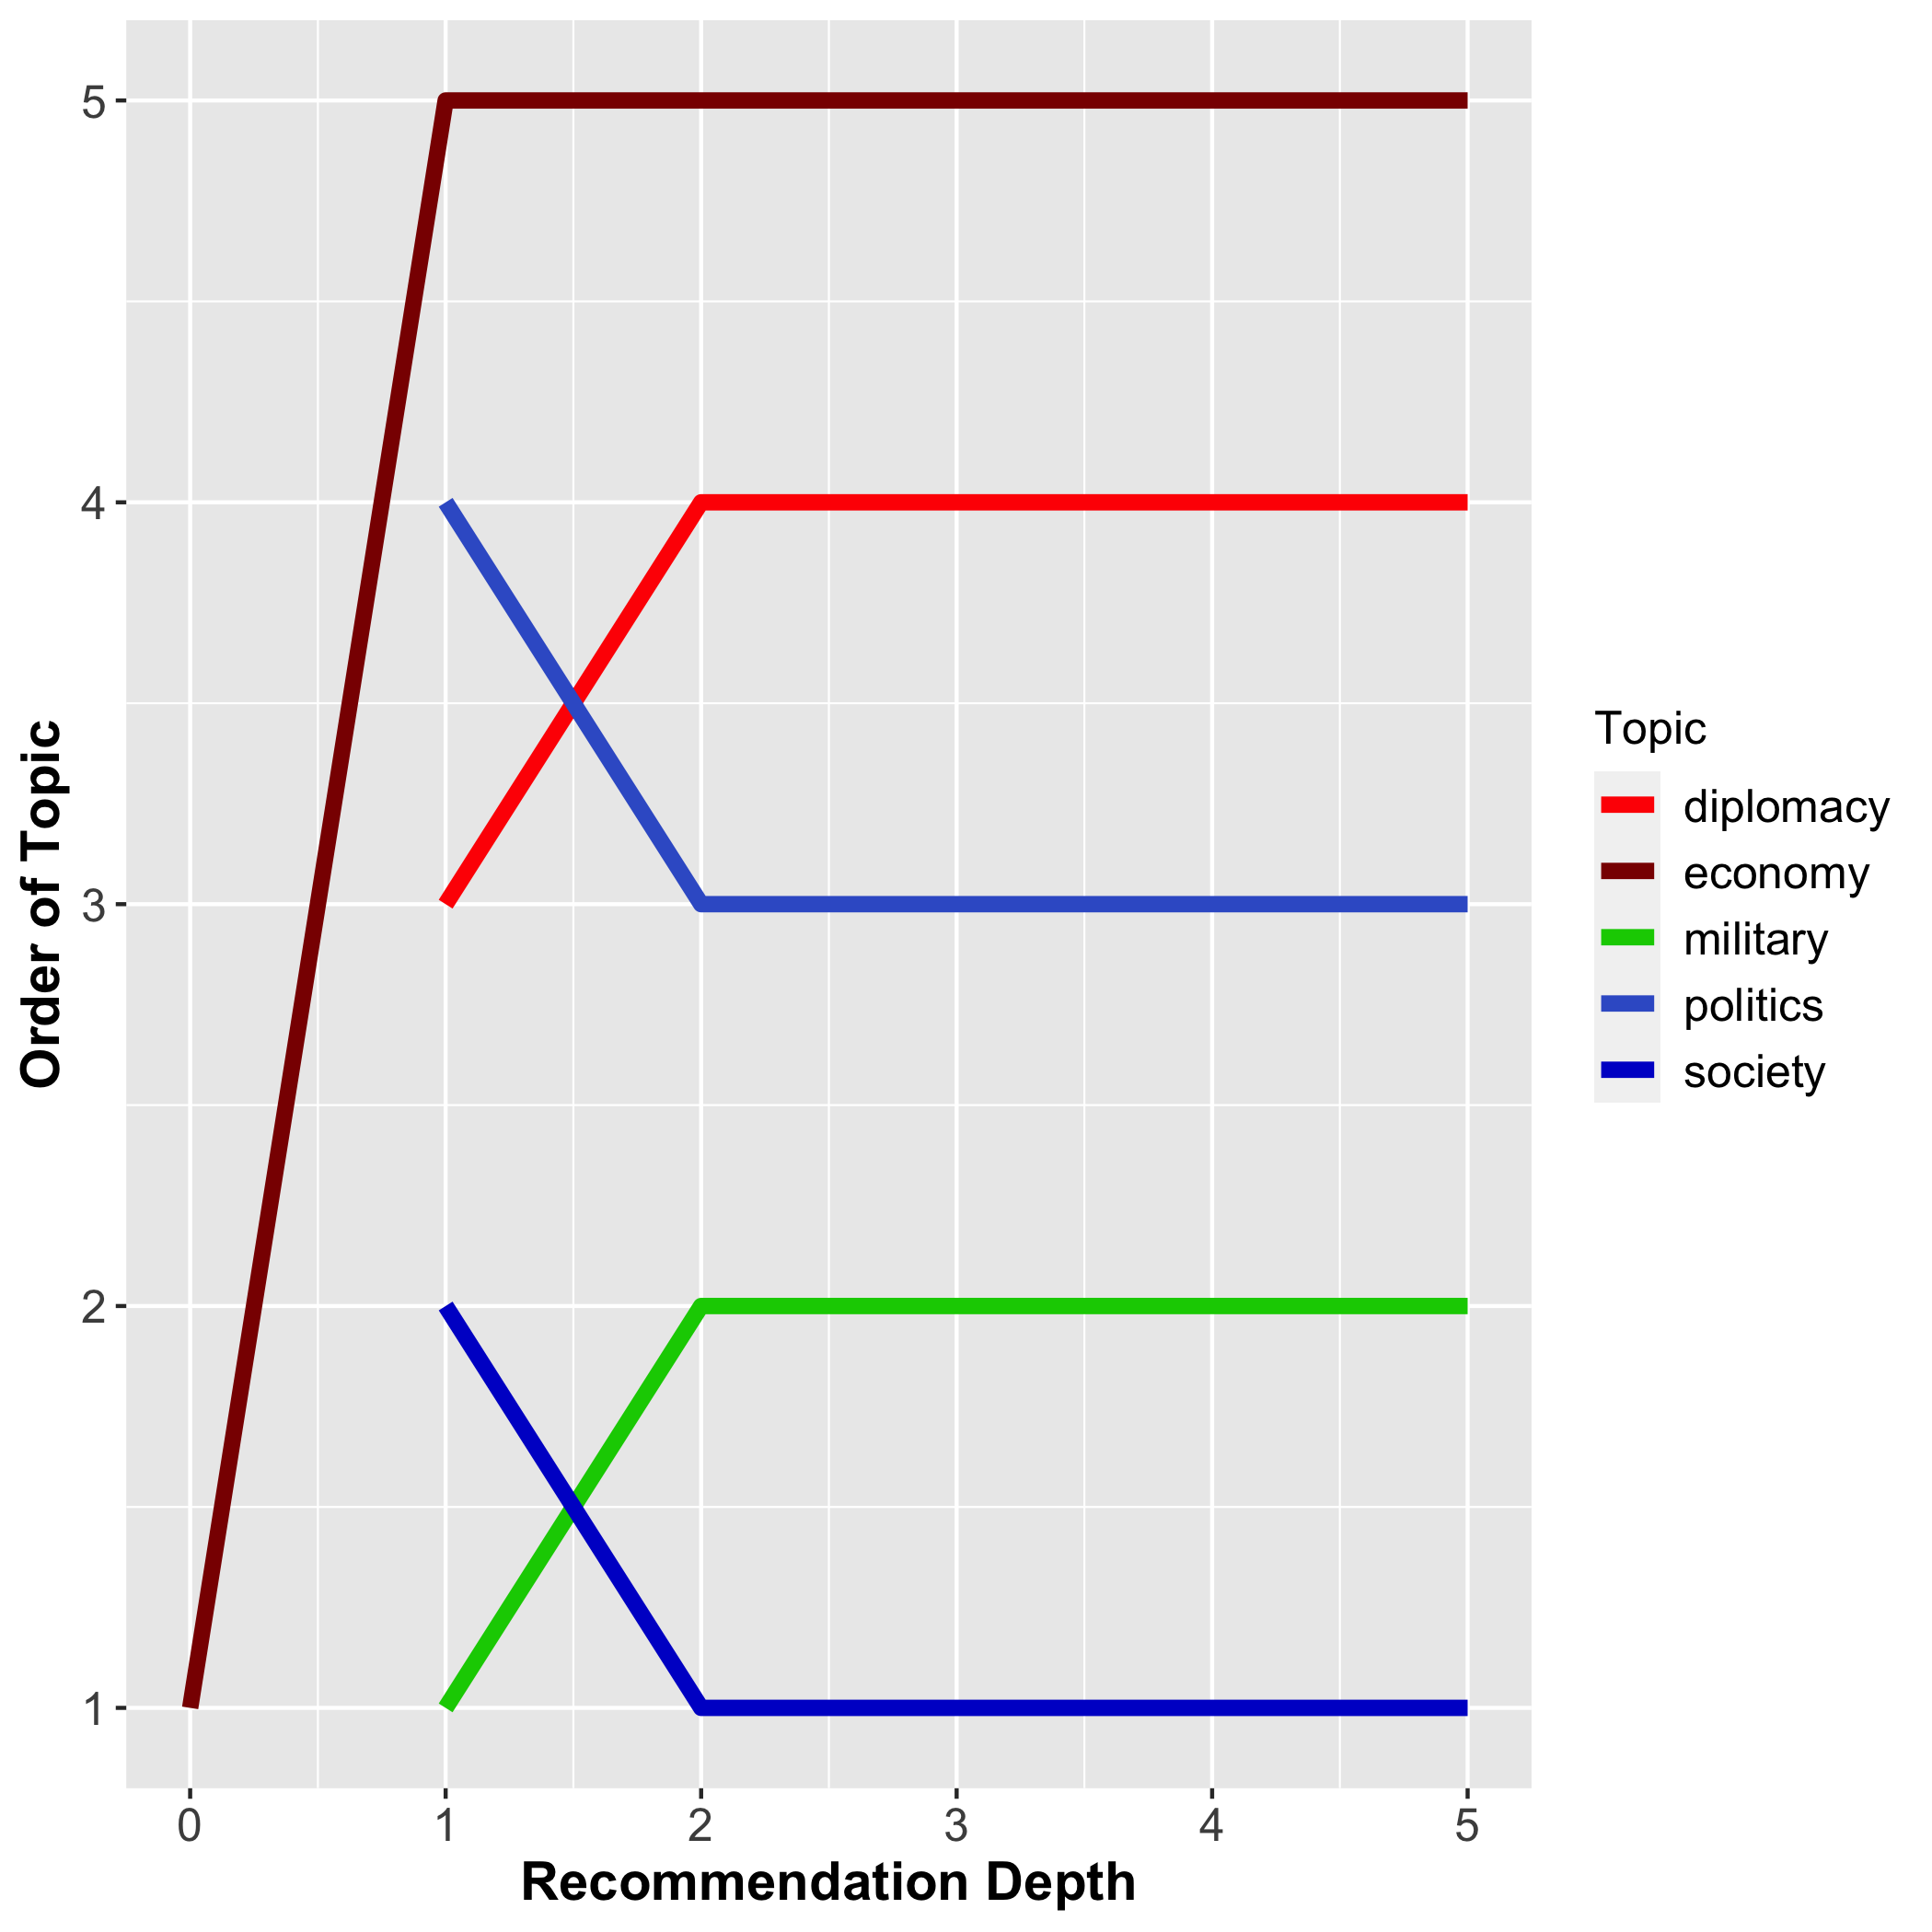 5
4
3
2
1
Order of Topic
0 1 2 3 4 5
Recommendation Depth
Topic
diplomacy
economy
military
politics
society